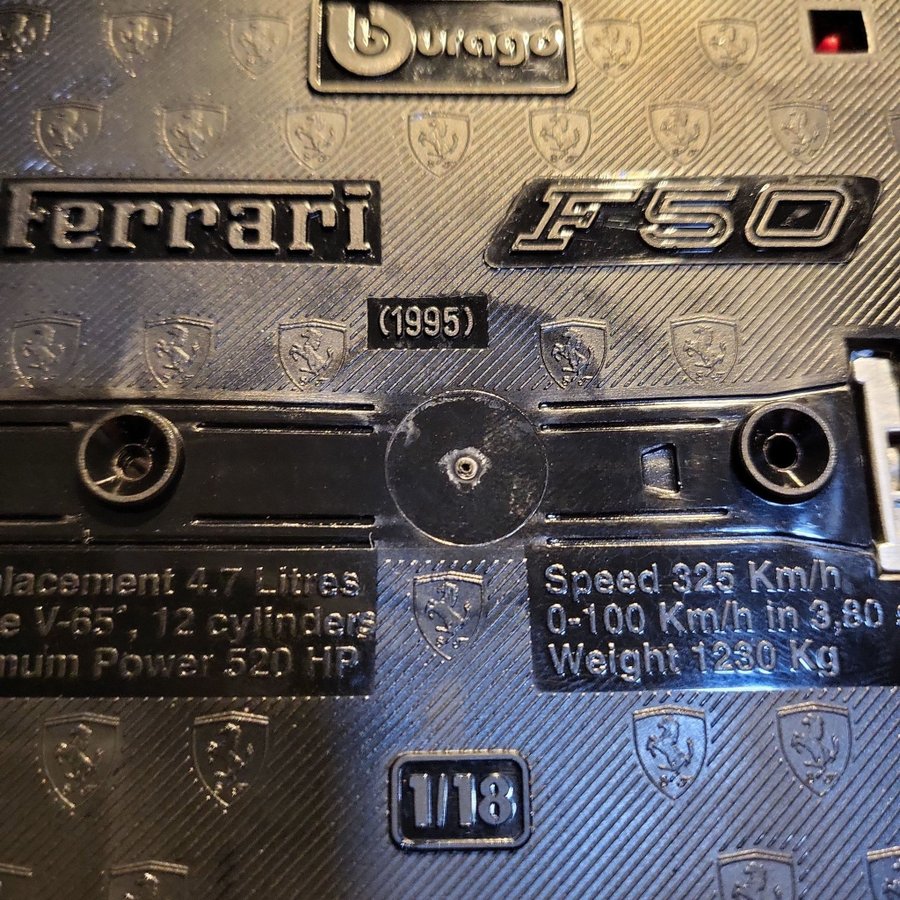 Burago
Ferrari F50
(1995)
placement 4.7 Litres
e V-65°, 12 cylinders
mum Power 520 HP
Speed 325 Km/h
0-100 Km/h in 3,80 s
Weight 1230 Kg
1/18